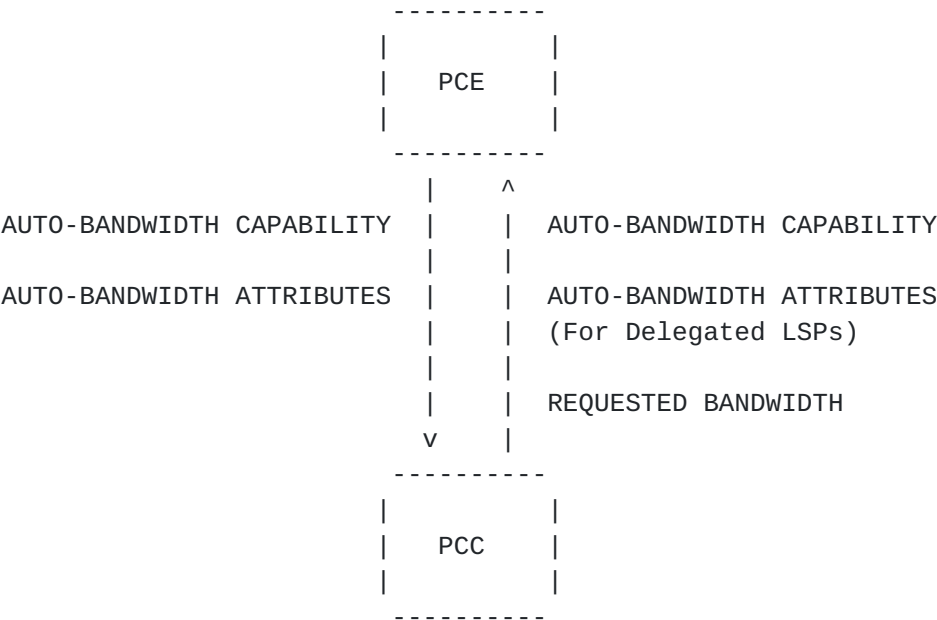 PCE
AUTO-BANDWIDTH CAPABILITY AUTO-BANDWIDTH CAPABILITY
AUTO-BANDWIDTH ATTRIBUTES AUTO-BANDWIDTH ATTRIBUTES
(For Delegated LSPs)
REQUESTED BANDWIDTH
PCC